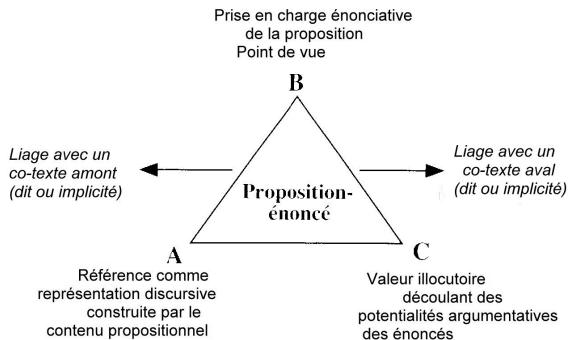 Prise en charge énonciative
de la proposition
Point de vue
B
Liage avec un
co-texte amont
(dit ou implicité)
Liage avec un
co-texte aval
(dit ou implicité)
Proposition-
énoncé
A
C
Référence comme
représentation discursive
construite par le
contenu propositionnel
Valeur illocutoire
découlant des
potentialités argumentatives
des énoncés